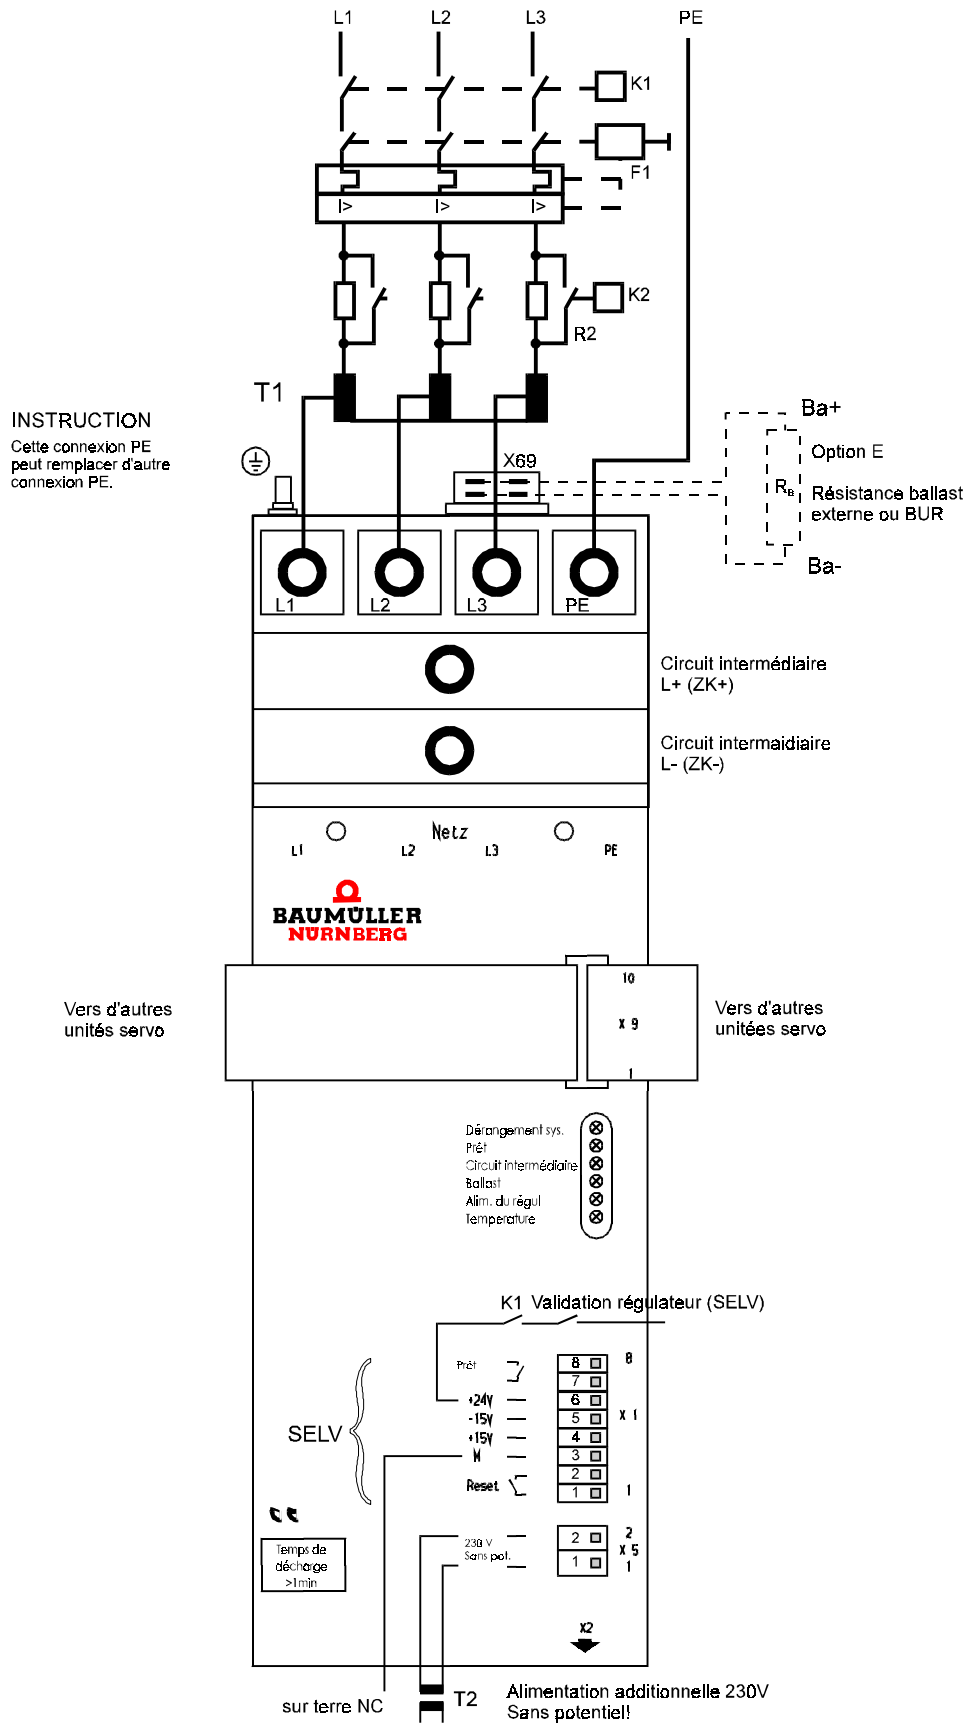 L1 L2 L3 PE
K1
F1
I> I> I>
K2
R2
T1
INSTRUCTION
Cette connexion PE
peut remplacer d'autre
connexion PE.
X69
Ba+
Option E
RB
Résistance ballast
externe ou BUR
Ba-
L1 L2 L3 PE
Circuit intermédiaire
L+ (ZK+)
Circuit intermaidiaire
L- (ZK-)
Netz
L1 L2 L3 PE
BAUMÜLLER
NÜRNBERG
Vers d'autres
unités servo
10
X 9
1
Vers d'autres
unitées servo
Dérangement sys.
Prêt
Circuit intermédiaire
Ballast
Alim. du régul
Temperature
K1 Validation régulateur (SELV)
Prêt 8 8
7
+24V 6
-15V 5 X 1
SELV
+15V 4
M 3
2
Reset 1 1
230 V 2 2
X 5
Sans pot. 1 1
Temps de
décharge
>1min
X2
sur terre NC
T2
Alimentation additionnelle 230V
Sans potentiel!